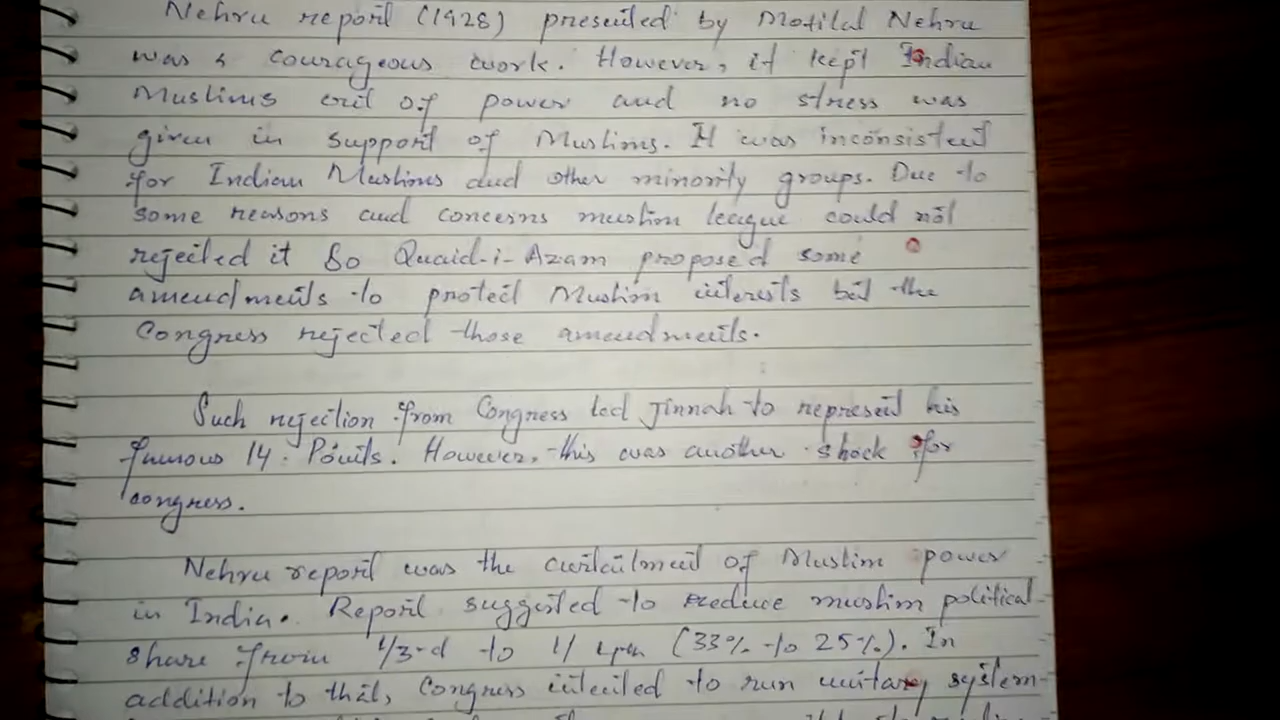 Nehru report (1928) presented by Motilal Nehru
was a courageous work. However, it kept Indian
Muslims out of power and no stress was
given in support of Muslims. It was inconsistent
for Indian Muslims and other minority groups. Due to
some reasons and concerns muslim league could not
rejected it So Quaid-i-Azam proposed some
amendments to protect Muslim interests but the
Congress rejected those amendments.
Such rejection from Congress led Jinnah to represent his
famous 14 Points. However, this was another shock for
congress.
Nehru report was the curtailment of Muslim power
in India. Report suggested to reduce muslim political
share from 1/3rd to 1/ (33% to 25%). In
addition to that, Congress intented to run unitary system